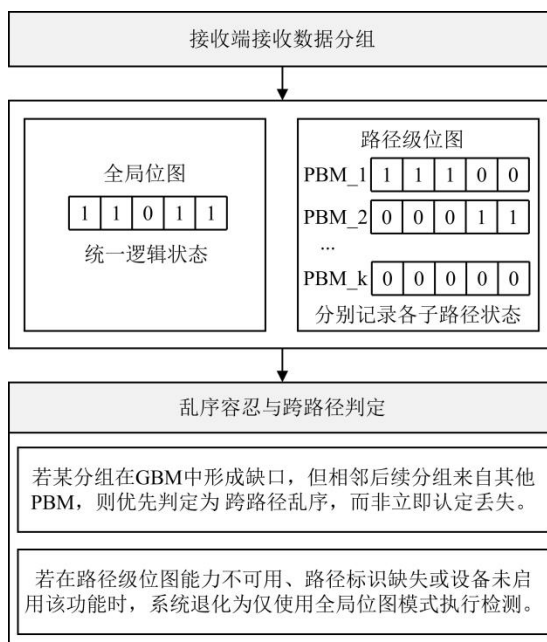 接收端接收数据分组
全局位图
1 1 0 1 1
统一逻辑状态
路径级位图
PBM_1 1 1 1 0 0
PBM_2 0 0 0 1 1
...
PBM_k 0 0 0 0 0
分别记录各子路径状态
乱序容忍与跨路径判定
若某分组在GBM中形成缺口，但相邻后续分组来自其他
PBM，则优先判定为 跨路径乱序，而非立即认定丢失。
若在路径级位图能力不可用、路径标识缺失或设备未启
用该功能时，系统退化为仅使用全局位图模式执行检测。